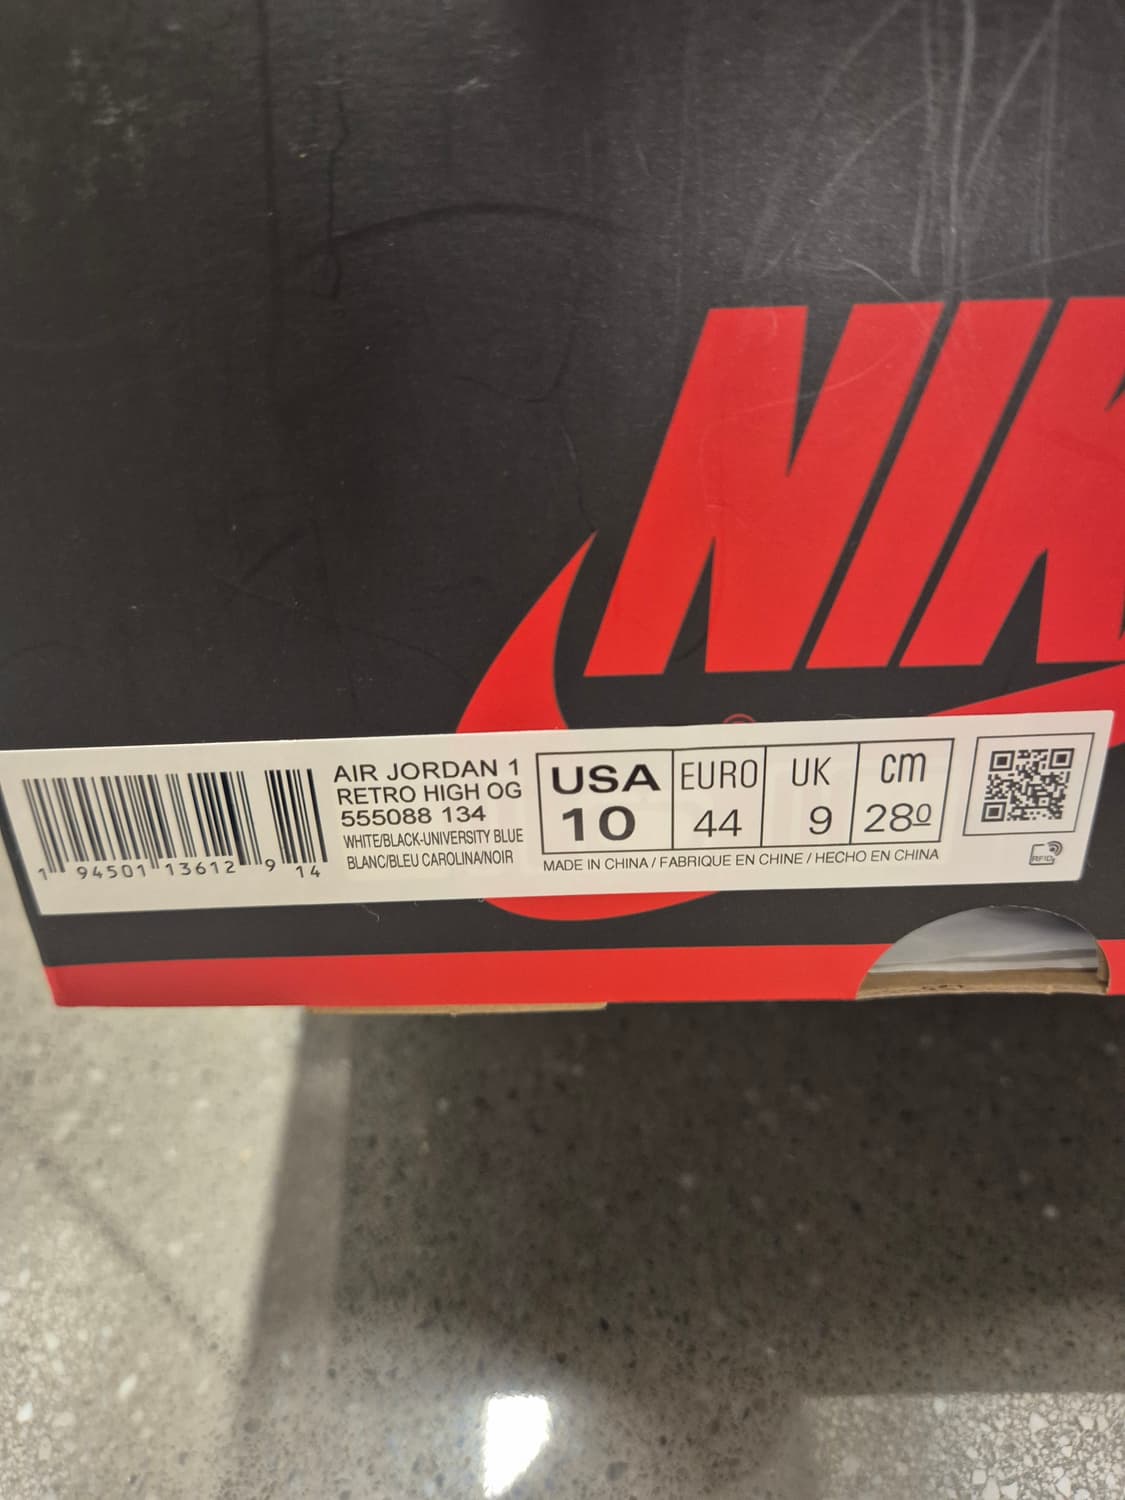 NIK
AIR JORDAN 1
RETRO HIGH OG
555088 134
WHITE/BLACK-UNIVERSITY BLUE
BLANC/BLEU CAROLINA/NOIR
1 94501 13612 9 14
USA EURO UK cm
10 44 9 280
MADE IN CHINA / FABRIQUE EN CHINE / HECHO EN CHINA
RFID